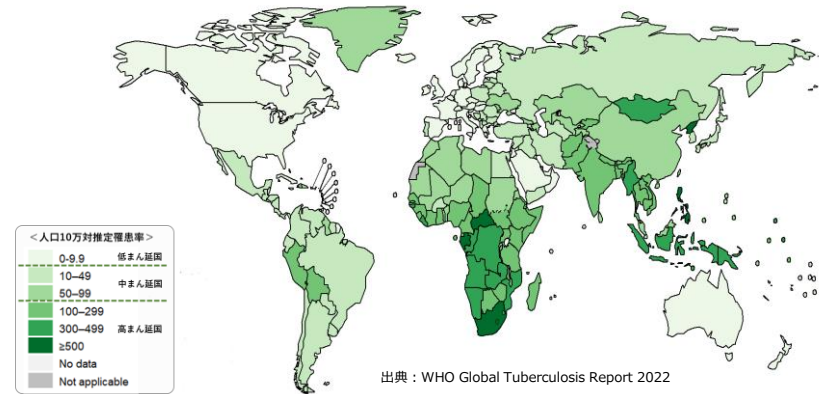 ＜人口10万対推定罹患率＞
0-9.9 低まん延国
10–49
中まん延国
50–99
100–299
300–499 高まん延国
≥500
No data
Not applicable
出典：WHO Global Tuberculosis Report 2022